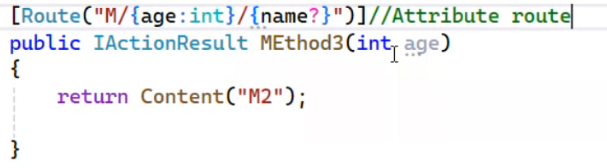 [Route("M/{age:int}/{name?}")]//Attribute route
public IActionResult MEthod3(int age)
{
return Content("M2");
}